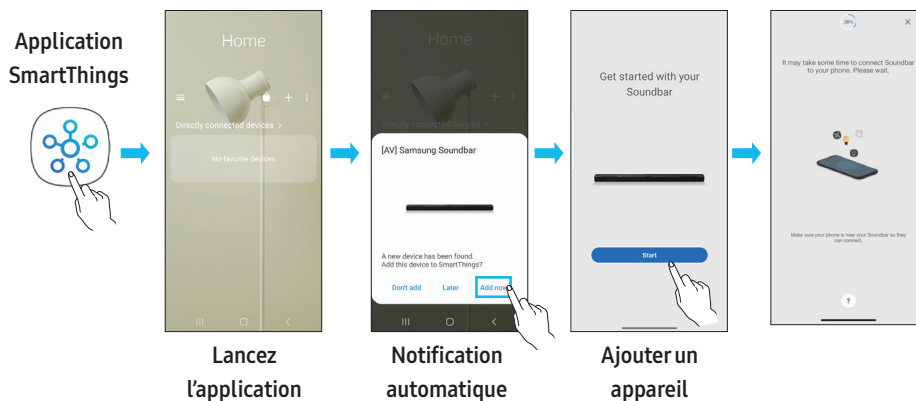 Application
SmartThings
Home
Directly connected devices >
No favorite devices
Lancez
l'application
Home
Directly connected devices >
[AV] Samsung Soundbar
A new device has been found.
Add this device to SmartThings?
Don't add
Later
Add now
Notification
automatique
Get started with your
Soundbar
Start
Ajouter un
appareil
38%
It may take some time to connect Soundbar
to your phone. Please wait.
Make sure your phone is near your Soundbar so they
can connect.
?